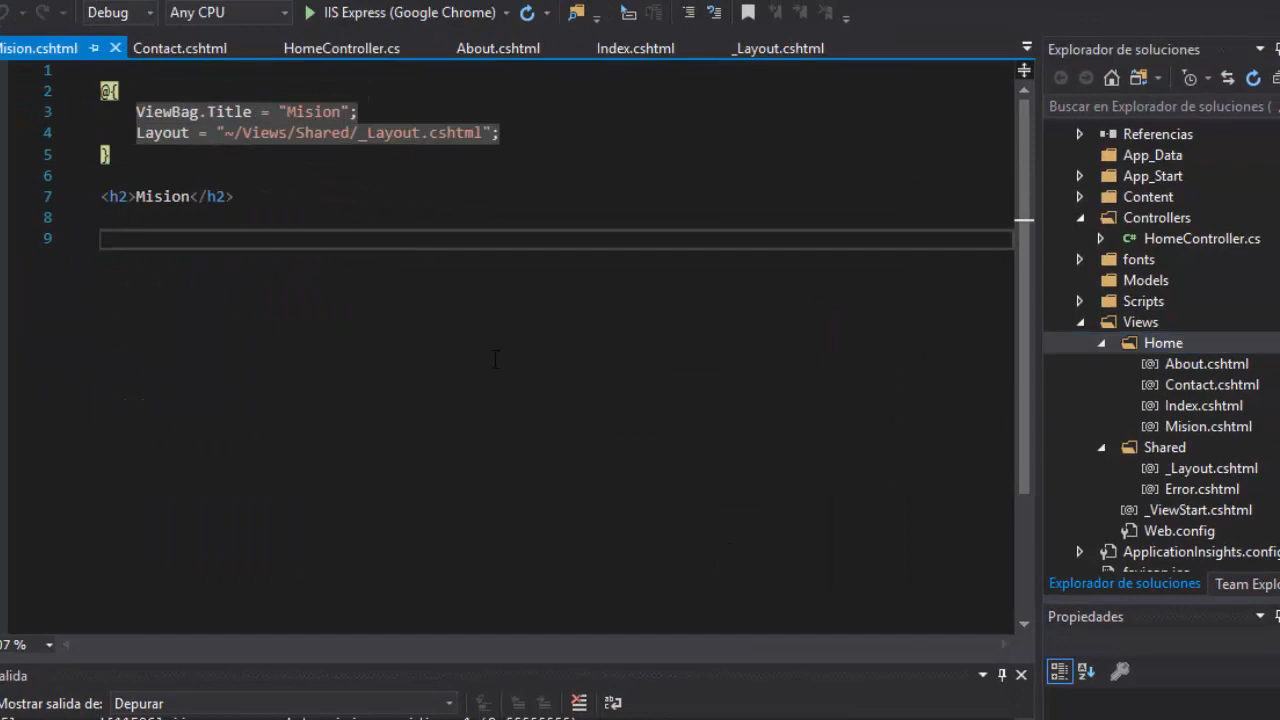 Debug Any CPU IIS Express (Google Chrome)
Mision.cshtml Contact.cshtml HomeController.cs About.cshtml Index.cshtml _Layout.cshtml
1
2 @{
3 ViewBag.Title = "Mision";
4 Layout = "~/Views/Shared/_Layout.cshtml";
5 }
6
7 <h2>Mision</h2>
8
9
07 %
alida
Mostrar salida de: Depurar
Explorador de soluciones
Buscar en Explorador de soluciones (
Referencias
App_Data
App_Start
Content
Controllers
C# HomeController.cs
fonts
Models
Scripts
Views
Home
[@] About.cshtml
[@] Contact.cshtml
[@] Index.cshtml
[@] Mision.cshtml
Shared
[@] _Layout.cshtml
[@] Error.cshtml
[@] _ViewStart.cshtml
Web.config
ApplicationInsights.config
Explorador de soluciones Team Explo
Propiedades